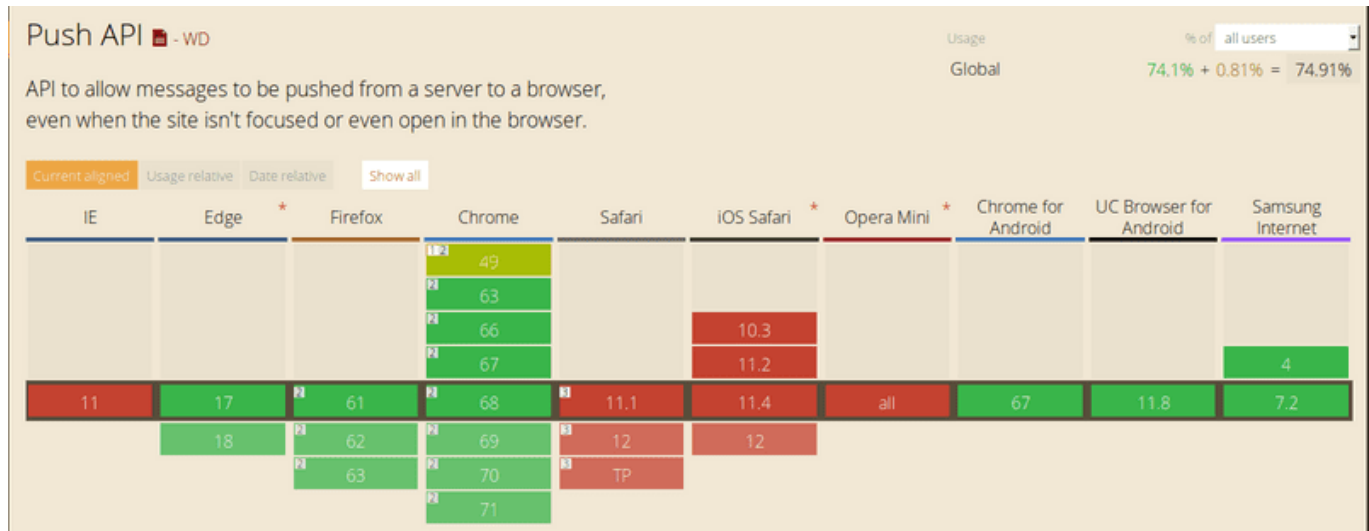 Push API - WD
Usage % of all users
Global 74.1% + 0.81% = 74.91%
API to allow messages to be pushed from a server to a browser,
even when the site isn't focused or even open in the browser.
Current aligned Usage relative Date relative Show all
IE Edge * Firefox Chrome Safari iOS Safari * Opera Mini * Chrome for Android UC Browser for Android Samsung Internet
1 2 49
2 63
2 66 10.3
2 67 11.2 4
11 17 2 61 2 68 3 11.1 11.4 all 67 11.8 7.2
18 2 62 2 69 3 12 12
2 63 2 70 3 TP
2 71